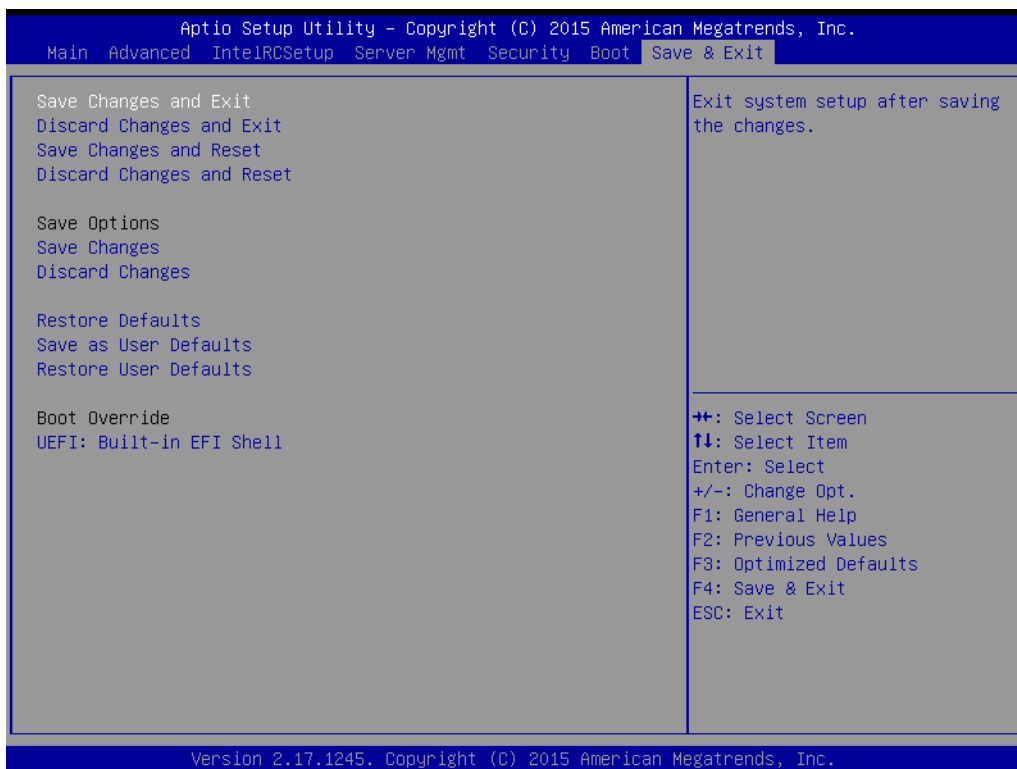 Aptio Setup Utility – Copyright (C) 2015 American Megatrends, Inc.
Main Advanced IntelRCSetup Server Mgmt Security Boot Save & Exit
Save Changes and Exit
Discard Changes and Exit
Save Changes and Reset
Discard Changes and Reset
Save Options
Save Changes
Discard Changes
Restore Defaults
Save as User Defaults
Restore User Defaults
Boot Override
UEFI: Built-in EFI Shell
Exit system setup after saving
the changes.
→←: Select Screen
↑↓: Select Item
Enter: Select
+/-: Change Opt.
F1: General Help
F2: Previous Values
F3: Optimized Defaults
F4: Save & Exit
ESC: Exit
Version 2.17.1245. Copyright (C) 2015 American Megatrends, Inc.